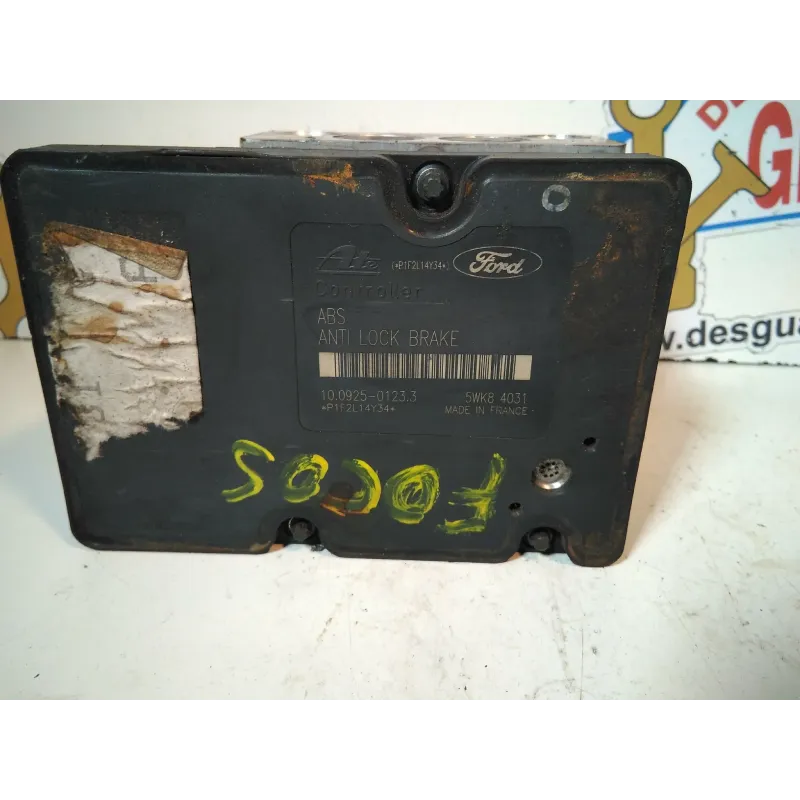 DE
G
www.desgua
Ate (*P1F2L14Y34*) Ford
Controller
ABS
ANTI LOCK BRAKE
10.0925-0123.3 5WK8 4031
*P1F2L14Y34* MADE IN FRANCE
FOCUS